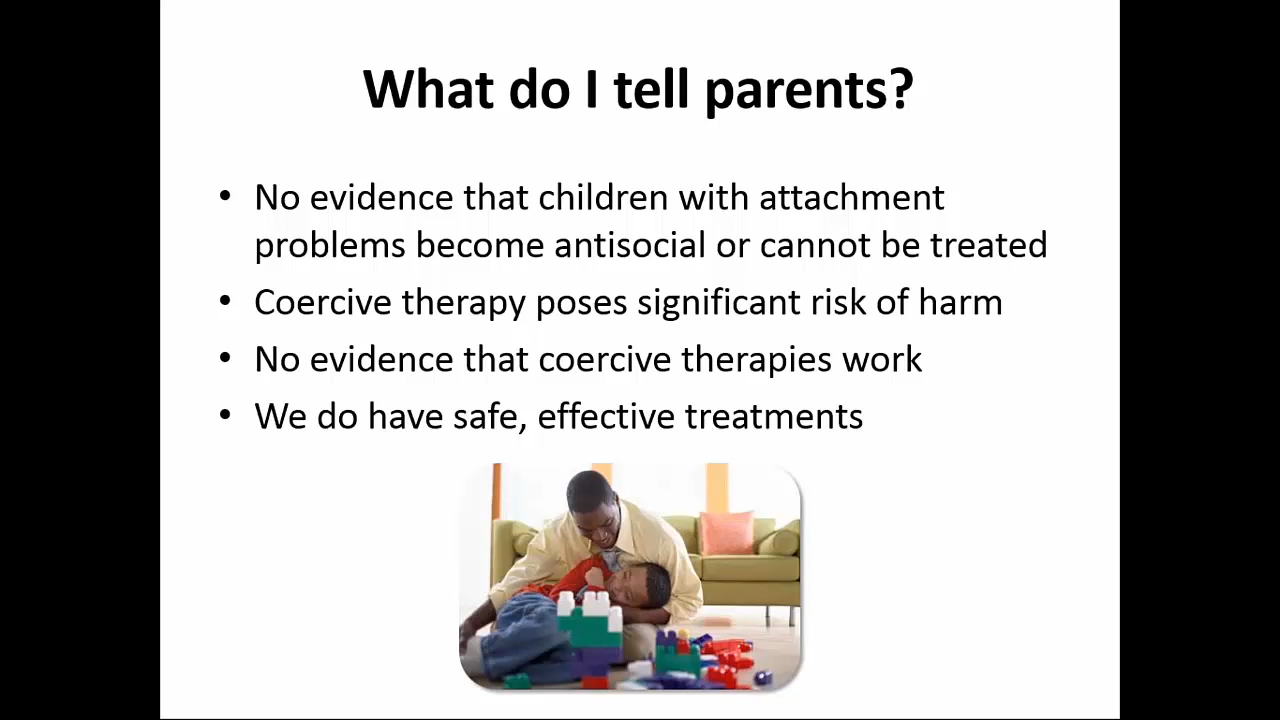 What do I tell parents?
• No evidence that children with attachment
problems become antisocial or cannot be treated
• Coercive therapy poses significant risk of harm
• No evidence that coercive therapies work
• We do have safe, effective treatments